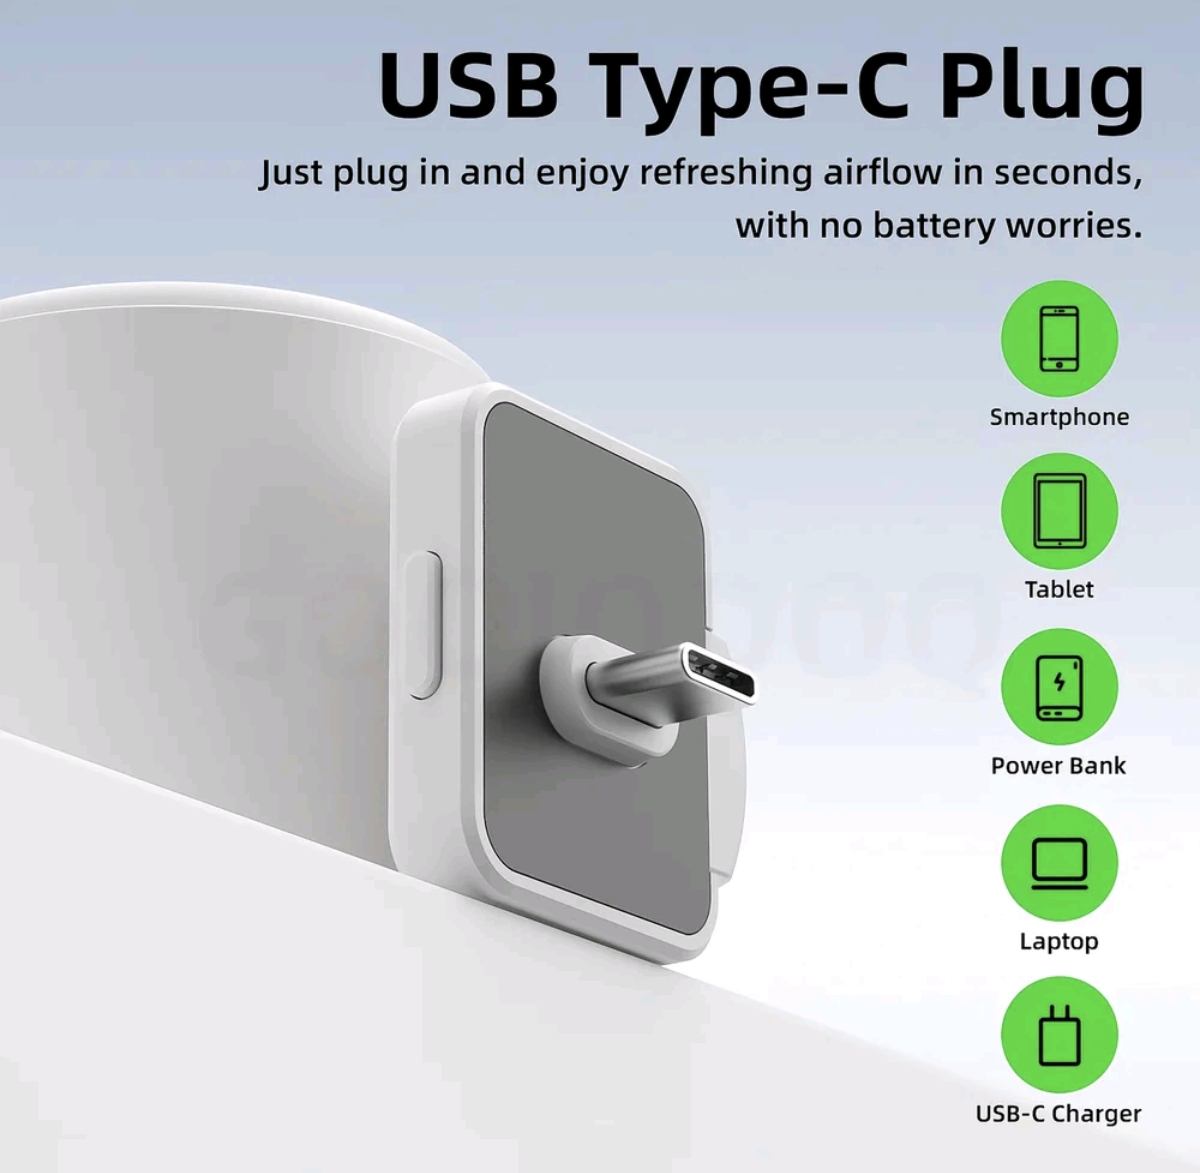 USB Type-C Plug
Just plug in and enjoy refreshing airflow in seconds,
with no battery worries.
Smartphone
Tablet
Power Bank
Laptop
USB-C Charger